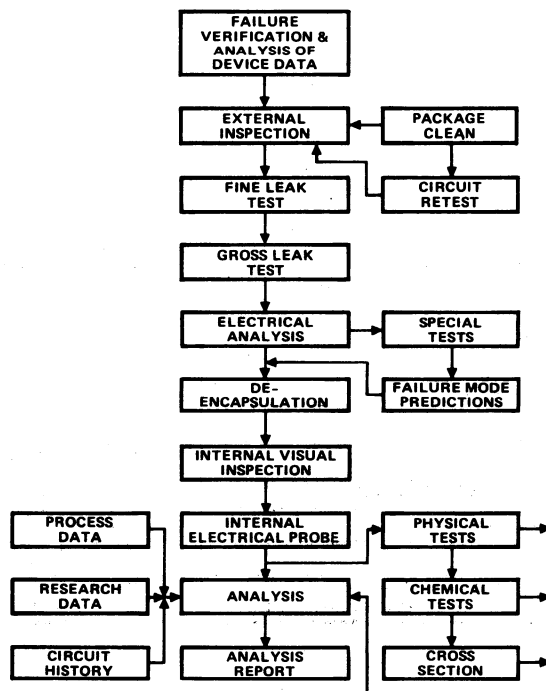 FAILURE
VERIFICATION &
ANALYSIS OF
DEVICE DATA
EXTERNAL
INSPECTION
PACKAGE
CLEAN
FINE LEAK
TEST
CIRCUIT
RETEST
GROSS LEAK
TEST
ELECTRICAL
ANALYSIS
SPECIAL
TESTS
DE-
ENCAPSULATION
FAILURE MODE
PREDICTIONS
INTERNAL VISUAL
INSPECTION
PROCESS
DATA
INTERNAL
ELECTRICAL PROBE
PHYSICAL
TESTS
RESEARCH
DATA
ANALYSIS
CHEMICAL
TESTS
CIRCUIT
HISTORY
ANALYSIS
REPORT
CROSS
SECTION